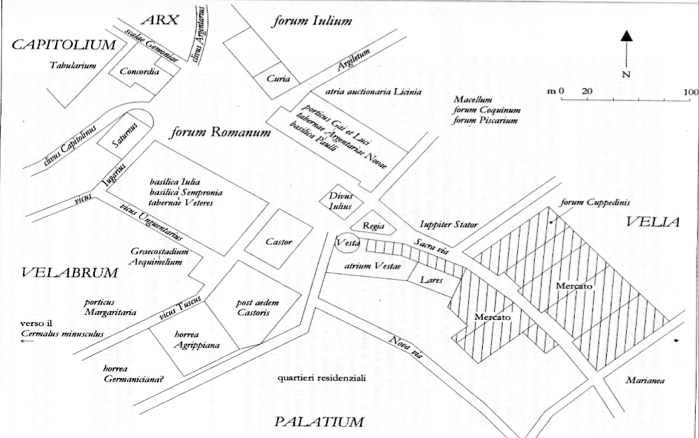 ARX
forum Iulium
CAPITOLIUM
scalae Gemoniae
clivus Argentarius
Tabularium
Concordia
Curia
Argiletum
N
m 0
100
atria auctionaria Licinia
Macellum
forum Coquinum
forum Piscarium
porticus Gai et Luci
tabernae Argentariae Novae
basilica Paulli
forum Romanum
Saturnus
clivus Capitolinus
Iugarius
vicus
basilica Iulia
basilica Sempronia
tabernae Veteres
vicus Unguentarius
Divus
Iulius
Regia
Iuppiter Stator
forum Cuppedinis
VELIA
Castor
Vesta
Sacra via
Graecostadium
Aequimelium
atrium Vestae
Lares
VELABRUM
Mercato
Mercato
porticus
Margaritaria
vicus Tuscus
post aedem
Castoris
verso il
Cermalus minusculus
horrea
Agrippiana
Nova via
horrea
Germaniciana?
quartieri residenziali
Marianea
PALATIUM